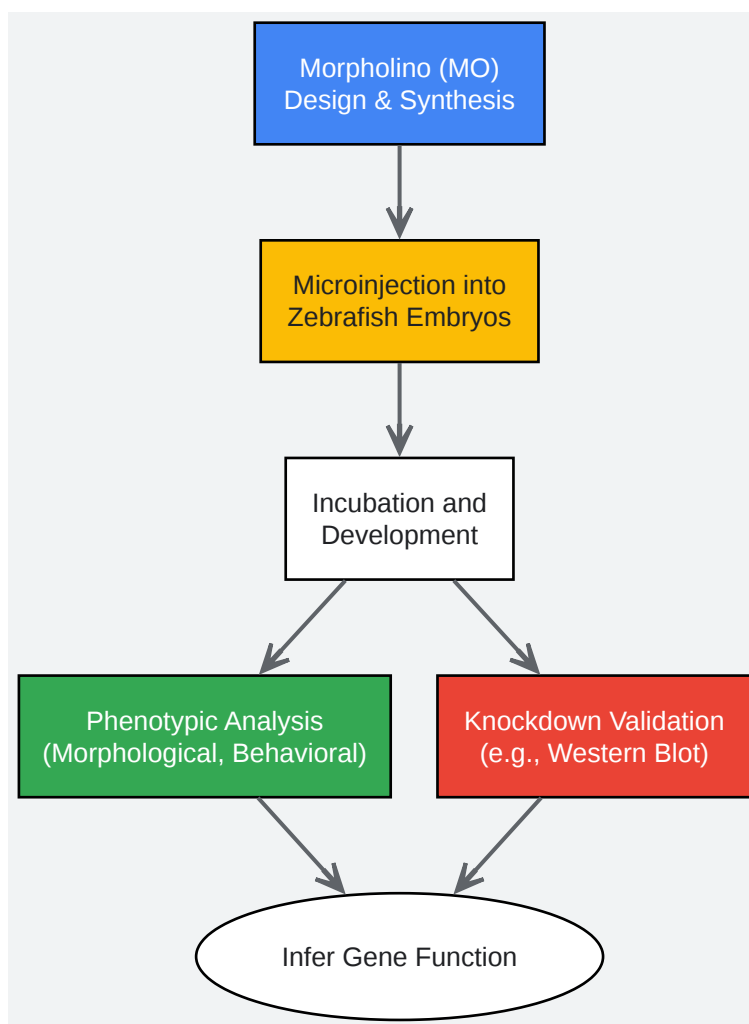 Morpholino (MO)
Design & Synthesis
Microinjection into
Zebrafish Embryos
Incubation and
Development
Phenotypic Analysis
(Morphological, Behavioral)
Knockdown Validation
(e.g., Western Blot)
Infer Gene Function